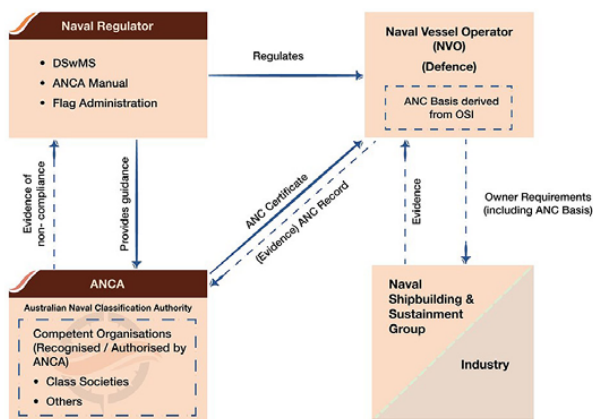 Naval Regulator
• DSwMS
• ANCA Manual
• Flag Administration
Regulates
Naval Vessel Operator
(NVO)
(Defence)
ANC Basis derived
from OSI
Evidence of
non- compliance
Provides guidance
ANC Certificate
(Evidence) ANC Record
Evidence
Owner Requirements
(including ANC Basis)
ANCA
Australian Naval Classification Authority
Competent Organisations
(Recognised / Authorised by
ANCA)
• Class Societies
• Others
Naval
Shipbuilding &
Sustainment
Group
Industry